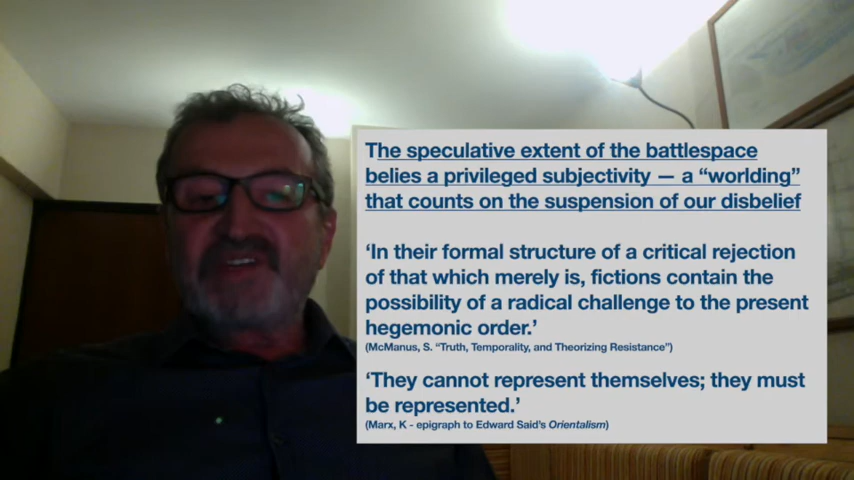 The speculative extent of the battlespace
belies a privileged subjectivity — a “worlding”
that counts on the suspension of our disbelief
‘In their formal structure of a critical rejection
of that which merely is, fictions contain the
possibility of a radical challenge to the present
hegemonic order.’
(McManus, S. “Truth, Temporality, and Theorizing Resistance”)
‘They cannot represent themselves; they must
be represented.’
(Marx, K - epigraph to Edward Said’s Orientalism)